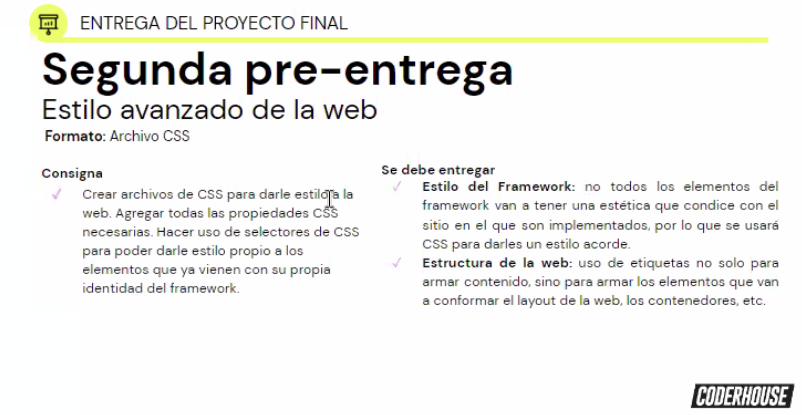 ENTREGA DEL PROYECTO FINAL
Segunda pre-entrega
Estilo avanzado de la web
Formato: Archivo CSS
Consigna
✓ Crear archivos de CSS para darle estilo a la
web. Agregar todas las propiedades CSS
necesarias. Hacer uso de selectores de CSS
para poder darle estilo propio a los
elementos que ya vienen con su propia
identidad del framework.
Se debe entregar
✓ Estilo del Framework: no todos los elementos del
framework van a tener una estética que condice con el
sitio en el que son implementados, por lo que se usará
CSS para darles un estilo acorde.
✓ Estructura de la web: uso de etiquetas no solo para
armar contenido, sino para armar los elementos que van
a conformar el layout de la web, los contenedores, etc.
CODERHOUSE